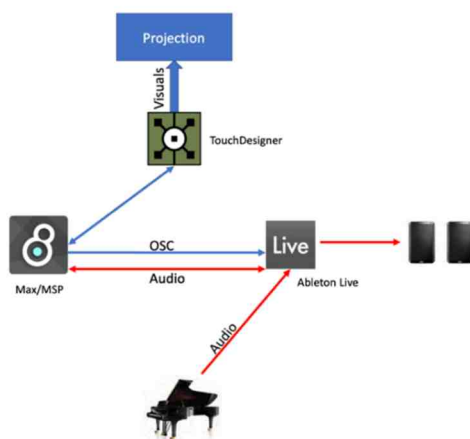 Projection
Visuals
TouchDesigner
OSC
Live
Audio
Max/MSP
Ableton Live
Audio